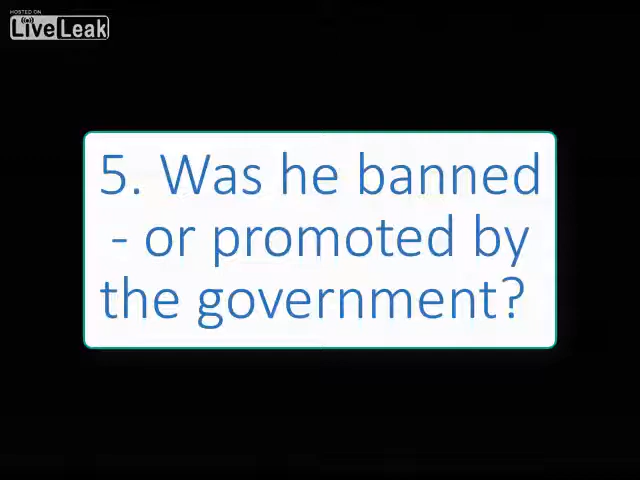 HOSTED ON
LiveLeak
5. Was he banned
- or promoted by
the government?